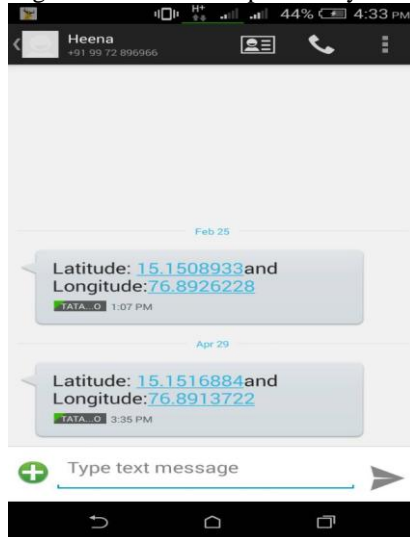 H+ 44% 4:33 PM
Heena
+91 99 72 896966
Feb 25
Latitude: 15.1508933and
Longitude:76.8926228
TATA...O 1:07 PM
Apr 29
Latitude: 15.1516884and
Longitude:76.8913722
TATA...O 3:35 PM
Type text message